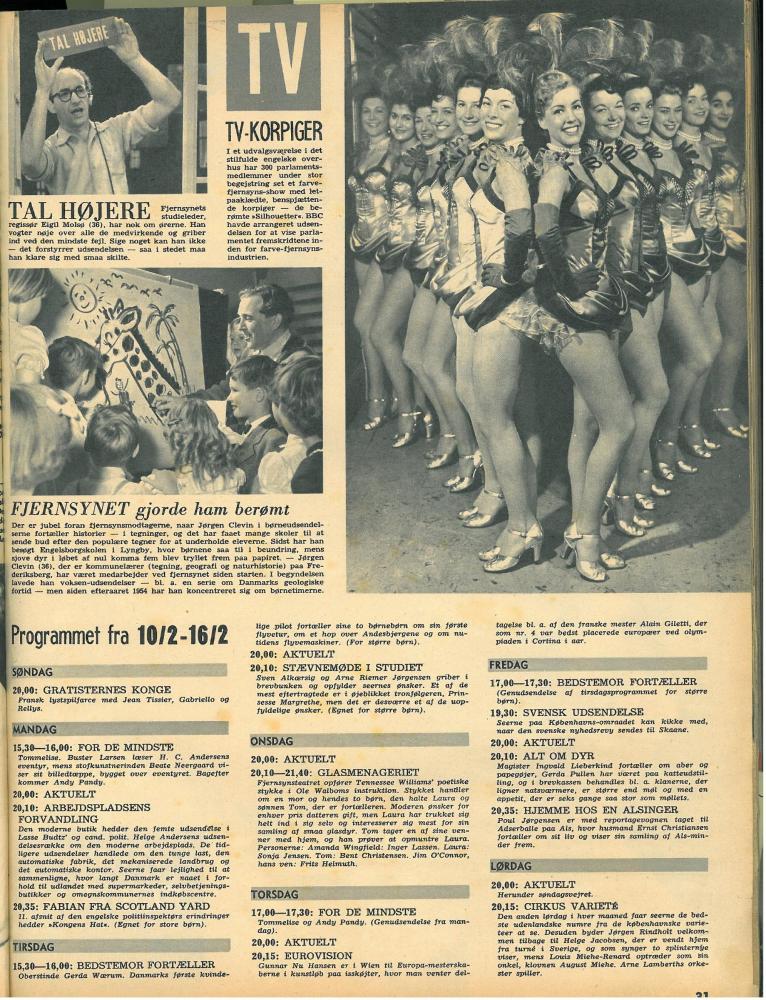 TAL HØJERE
TV
TV-KORPIGER
I et udvalgsværelse i det
stilfulde engelske over-
hus har 300 parlaments-
medlemmer under stor
begejstring set et farve-
fjernsyns-show med let-
paaklædte, benspjætten-
de korpiger — de be-
rømte »Silhouetter«. BBC
havde arrangeret udsen-
delsen for at vise parla-
mentet fremskridtene in-
den for farve-fjernsyns-
industrien.
TAL HØJERE Fjernsynets
studieleder,
regissør Eigil Molsø (36), har nok om ørerne. Han
vogter nøje over alle de medvirkende og griber
ind ved den mindste fejl. Sige noget kan han ikke
— det forstyrrer udsendelsen — saa i stedet maa
han klare sig med smaa skilte.
FJERNSYNET gjorde ham berømt
Der er jubel foran fjernsynsmodtagerne, naar Jørgen Clevin i børneudsendel-
serne fortæller historier — i tegninger, og det har faaet mange skoler til at
sende bud efter den populære tegner for at underholde eleverne. Sidst har han
besøgt Engelsborgskolen i Lyngby, hvor børnene saa til i beundring, mens
sjove dyr i løbet af nul komma fem blev tryllet frem paa papiret. — Jørgen
Clevin (36), der er kommunelærer (tegning, geografi og naturhistorie) paa Fre-
deriksberg, har været medarbejder ved fjernsynet siden starten. I begyndelsen
lavede han voksen-udsendelser — bl. a. en serie om Danmarks geologiske
fortid — men siden efteraaret 1954 har han koncentreret sig om børnetimerne.
Programmet fra 10/2-16/2
SØNDAG
20,00: GRATISTERNES KONGE
Fransk lystspilfarce med Jean Tissier, Gabriello og
Rellys.
MANDAG
15,30—16,00: FOR DE MINDSTE
Tommelise. Buster Larsen læser H. C. Andersens
eventyr, mens stofkunstnerinden Beate Neergaard vi-
ser sit billedtæppe, bygget over eventyret. Bagefter
kommer Andy Pandy.
20,00: AKTUELT
20,10: ARBEJDSPLADSENS
FORVANDLING
Den moderne butik hedder den femte udsendelse i
Lasse Budtz' og cand. polit. Helge Andersens udsen-
delsesrække om den moderne arbejdsplads. De tid-
ligere udsendelser handlede om den tunge last, den
automatiske fabrik, det mekaniserede landbrug og
det automatiske kontor. Seerne faar lejlighed til at
sammenligne, hvor langt Danmark er naaet i for-
hold til udlandet med supermarkeder, selvbetjenings-
butikker og omegnskommunernes indkøbscentre.
20,35: FABIAN FRA SCOTLAND YARD
11. afsnit af den engelske politiinspektørs erindringer
hedder »Kongens Hat«. (Egnet for store børn).
TIRSDAG
15,30—16,00: BEDSTEMOR FORTÆLLER
Oberstinde Gerda Wærum. Danmarks første kvinde-
lige pilot fortæller sine to børnebørn om sin første
flyvetur, om et hop over Andesbjergene og om nu-
tidens flyvemaskiner. (For større børn).
20,00: AKTUELT
20,10: STÆVNEMØDE I STUDIET
Sven Alkærsig og Arne Riemer Jørgensen griber i
brevbunken og opfylder seernes ønsker. Et af de
mest eftertragtede er i øjeblikket tronfølgeren, Prin-
sesse Margrethe, men det er desværre et af de uop-
fyldelige ønsker. (Egnet for større børn).
ONSDAG
20,00: AKTUELT
20,10—21,40: GLASMENAGERIET
Fjernsynsteatret opfører Tennessee Williams' poetiske
stykke i Ole Walboms instruktion. Stykket handler
om en mor og hendes to børn, den halte Laura og
sønnen Tom, der er fortælleren. Moderen ønsker for
enhver pris datteren gift, men Laura har trukket sig
helt ind i sig selv og interesserer sig mest for sin
samling af smaa glasdyr. Tom tager en af sine ven-
ner med hjem, og han prøver at opmuntre Laura.
Personerne: Amanda Wingfield: Inger Lassen. Laura:
Sonja Jensen. Tom: Bent Christensen. Jim O'Connor,
hans ven: Frits Helmuth.
TORSDAG
17,00—17,30: FOR DE MINDSTE
Tommelise og Andy Pandy. (Genudsendelse fra man-
dag).
20,00: AKTUELT
20,15: EUROVISION
Gunnar Nu Hansen er i Wien til Europa-mesterska-
berne i kunstløb paa isskøjter, hvor man venter del-
tagelse bl. a. af den franske mester Alain Giletti, der
som nr. 4 var bedst placerede europæer ved olym-
piaden i Cortina i aar.
FREDAG
17,00—17,30: BEDSTEMOR FORTÆLLER
(Genudsendelse af tirsdagsprogrammet for større
børn).
19,30: SVENSK UDSENDELSE
Seerne paa Københavns-omraadet kan kikke med,
naar den svenske nyhedsrevy sendes til Skaane.
20,00: AKTUELT
20,10: ALT OM DYR
Magister Ingvald Lieberkind fortæller om aber og
papegøjer, Gerda Pullen har været paa katteudstil-
ling, og i brevkassen behandles bl. a. klanerne, der
ligner natsværmere, er større end møl og med en
appetit, der er seks gange saa stor som møllets.
20,35: HJEMME HOS EN ALSINGER
Poul Jørgensen er med reportagevognen taget til
Adserballe paa Als, hvor husmand Ernst Christiansen
fortæller om sit liv og viser sin samling af Als-min-
der frem.
LØRDAG
20,00: AKTUELT
Herunder søndagsvejret.
20,15: CIRKUS VARIETÉ
Den anden lørdag i hver maaned faar seerne de bed-
ste udenlandske numre fra de københavnske varie-
teer at se. Desuden byder Jørgen Rindholt velkom-
men tilbage til Helge Jacobsen, der er vendt hjem
fra turné i Sverige, og som synger to splinternye
viser, mens Louis Miehe-Renard optræder som sin
onkel, klovnen August Miehe. Arne Lamberths orke-
ster spiller.
31